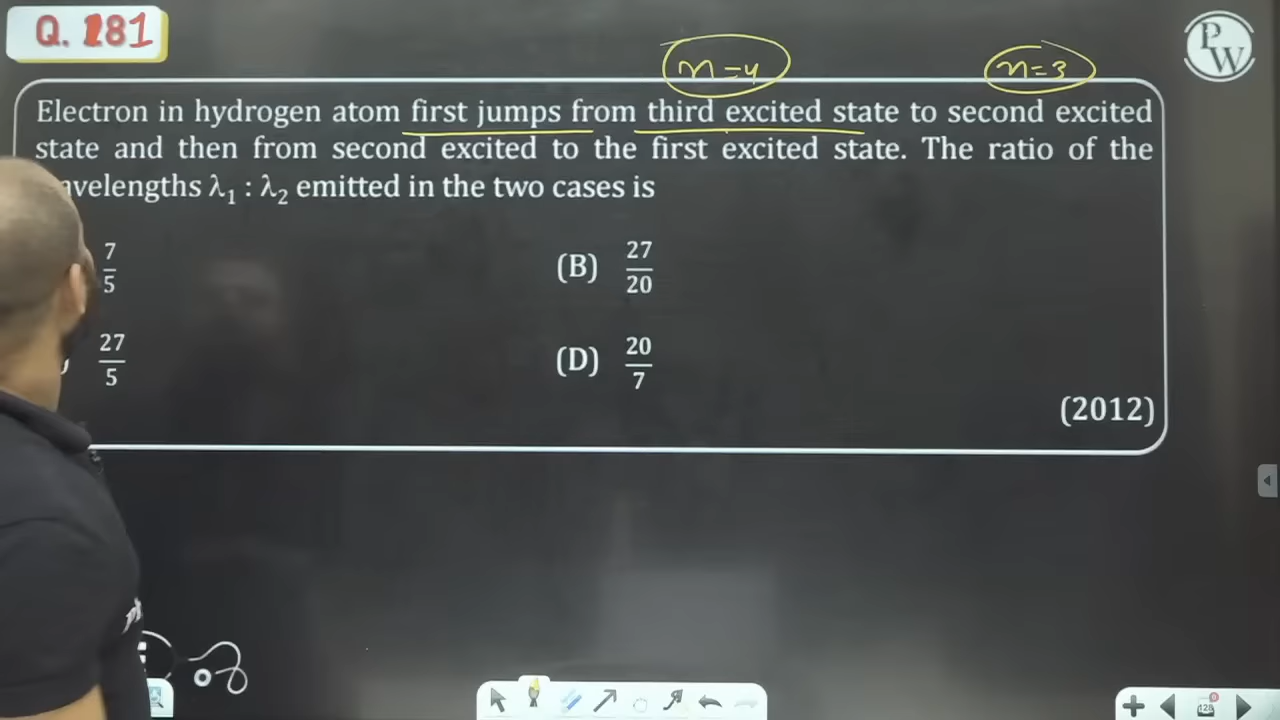 Q. 181
PW
n=4
n=3
Electron in hydrogen atom first jumps from third excited state to second excited
state and then from second excited to the first excited state. The ratio of the
λ₁ : λ₂ emitted in the two cases is
7/5
(B) 27/20
27/5
(D) 20/7
(2012)
128